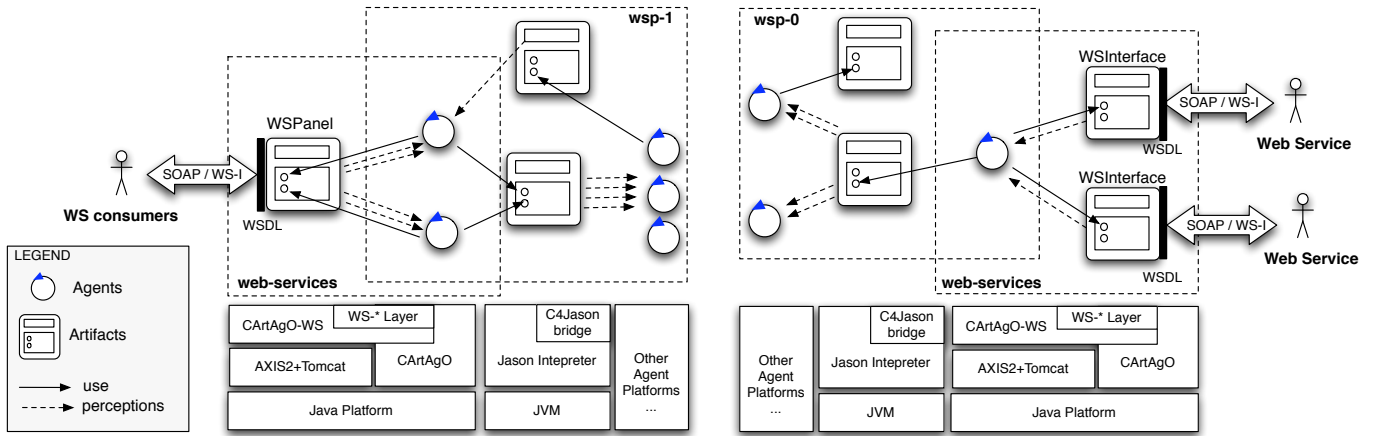 wsp-1
WSPanel
SOAP / WS-I
WS consumers
WSDL
web-services
LEGEND
Agents
Artifacts
use
perceptions
CArtAgO-WS
WS-* Layer
AXIS2+Tomcat
CArtAgO
Java Platform
C4Jason
bridge
Jason Intepreter
JVM
Other
Agent
Platforms
...
wsp-0
WSInterface
SOAP / WS-I
WSDL
Web Service
WSInterface
SOAP / WS-I
WSDL
Web Service
web-services
Other
Agent
Platforms
...
C4Jason
bridge
Jason Intepreter
JVM
CArtAgO-WS
WS-* Layer
AXIS2+Tomcat
CArtAgO
Java Platform